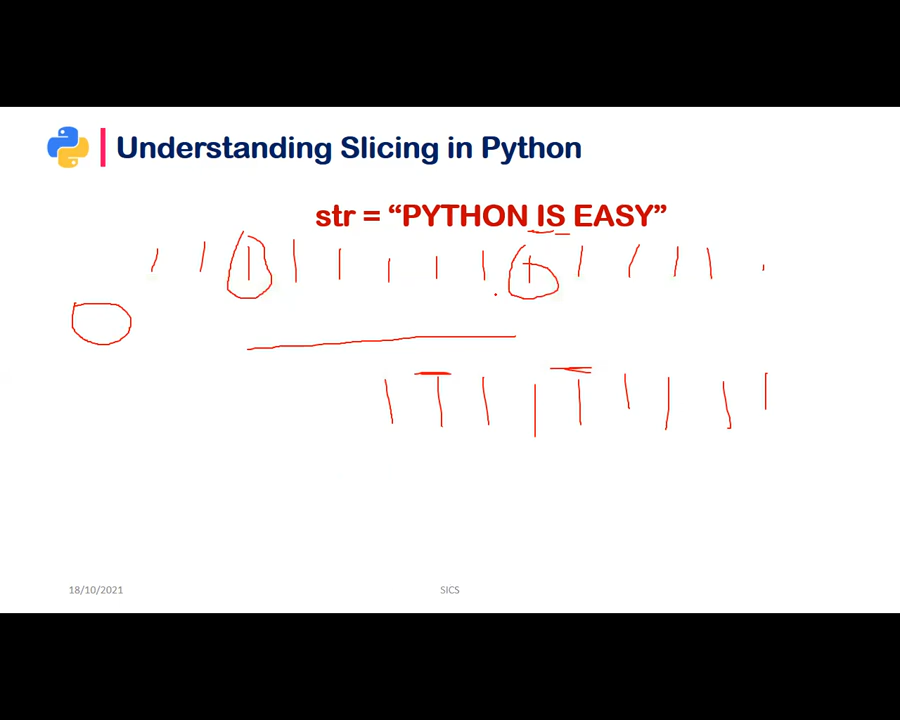 Understanding Slicing in Python
str = “PYTHON IS EASY”
18/10/2021
SICS